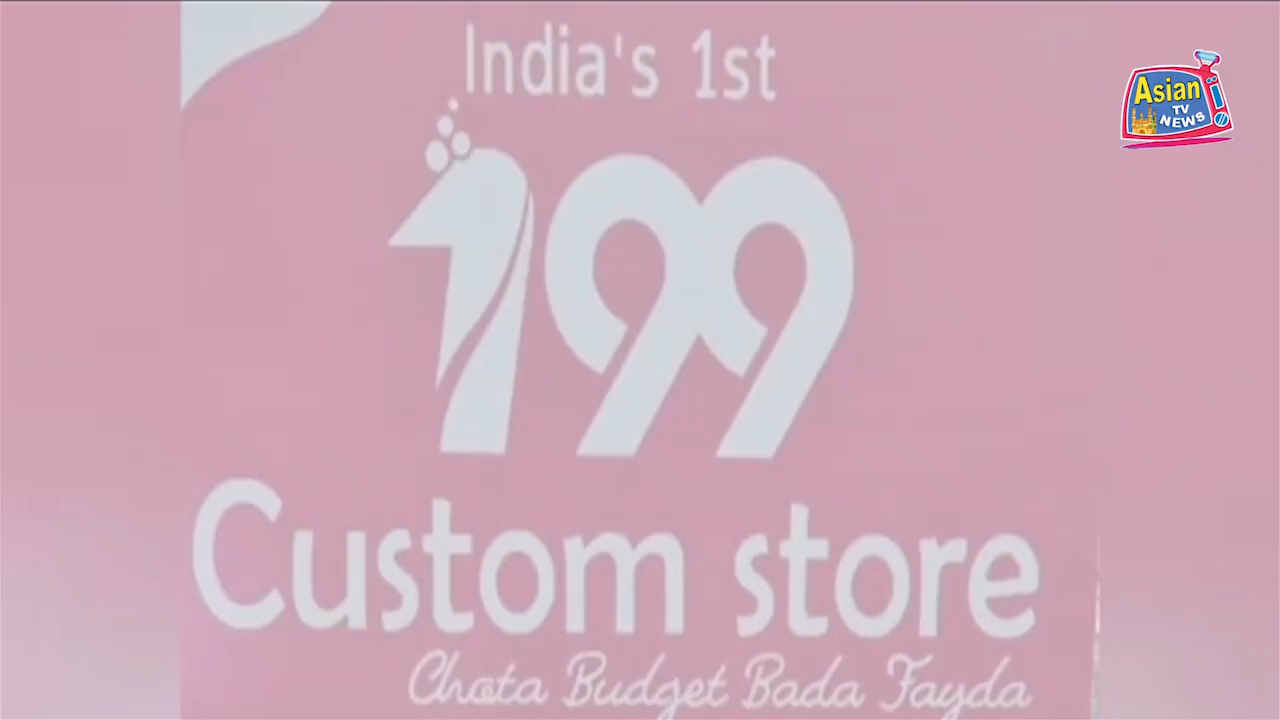 India's 1st
199
Custom store
Chota Budget Bada Fayda
Asian
TV
NEWS